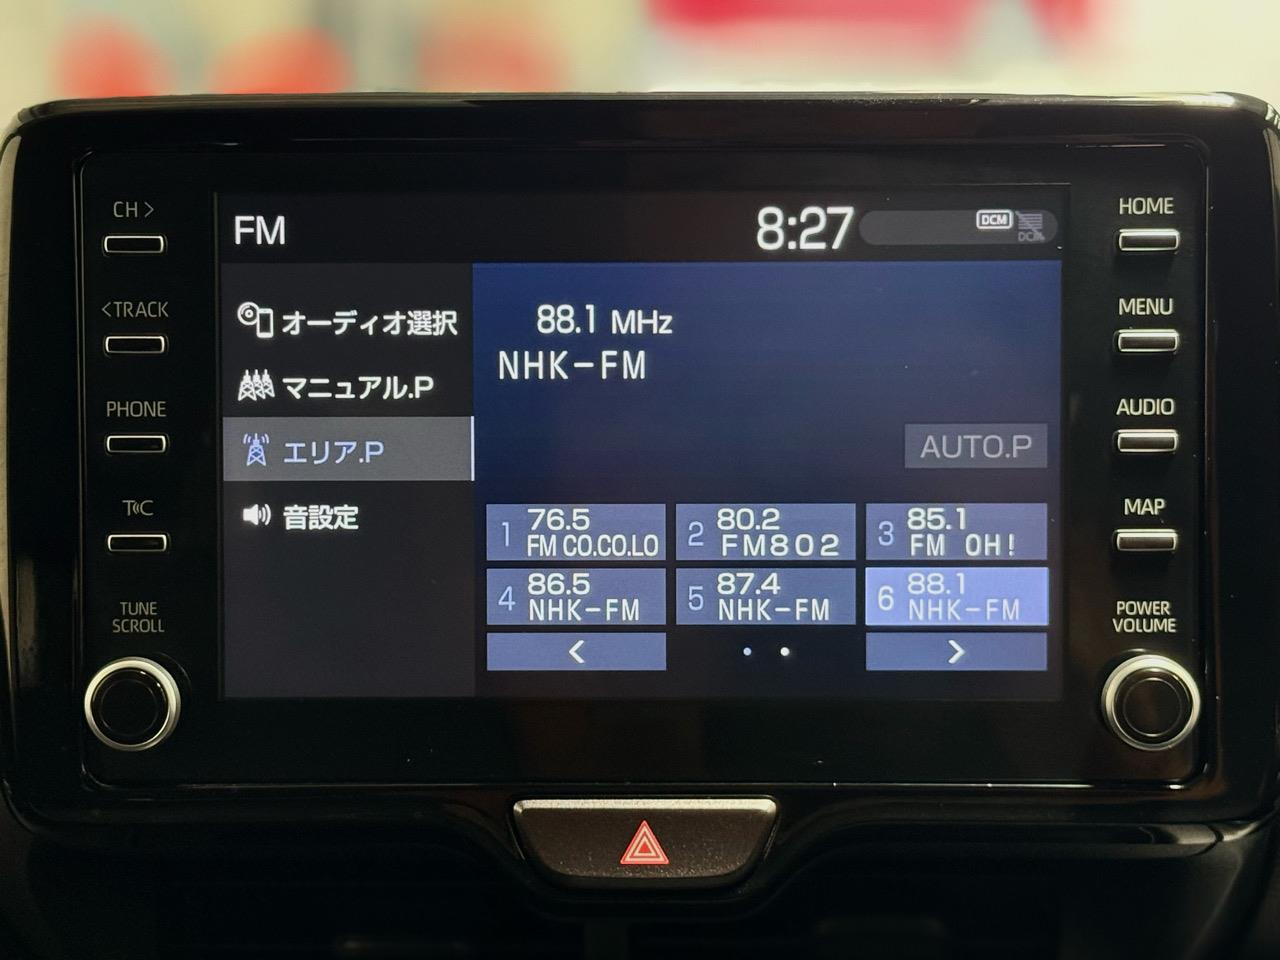 CH >
<TRACK
PHONE
T(C
TUNE
SCROLL
FM
8:27
DCM
DCM
オーディオ選択
マニュアル.P
エリア.P
音設定
88.1 MHz
NHK-FM
AUTO.P
1 76.5 FM CO.CO.LO
2 80.2 FM802
3 85.1 FM OH!
4 86.5 NHK-FM
5 87.4 NHK-FM
6 88.1 NHK-FM
<
>
HOME
MENU
AUDIO
MAP
POWER
VOLUME